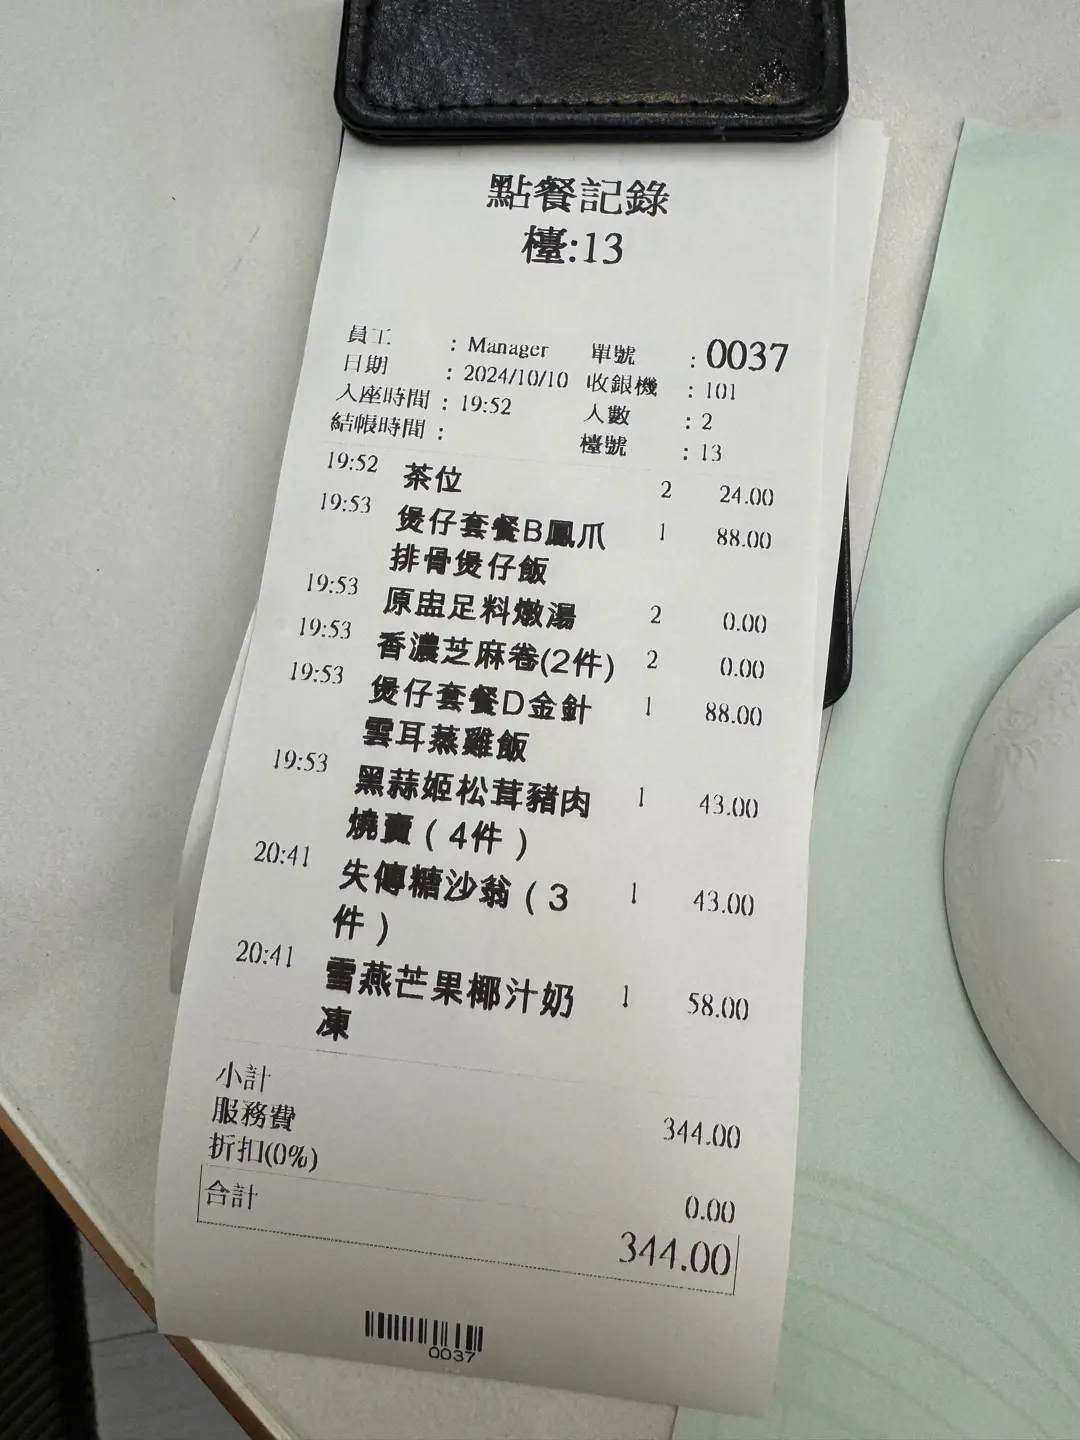 點餐記錄
檯:13
員工 : Manager 單號 : 0037
日期 : 2024/10/10 收銀機 : 101
入座時間 : 19:52 人數 : 2
結帳時間 : 檯號 : 13
19:52 茶位 2 24.00
19:53 煲仔套餐B鳳爪 1 88.00
排骨煲仔飯
19:53 原盅足料燉湯 2 0.00
19:53 香濃芝麻卷(2件) 2 0.00
19:53 煲仔套餐D金針 1 88.00
雲耳蒸雞飯
19:53 黑蒜姬松茸豬肉 1 43.00
燒賣（4件）
20:41 失傳糖沙翁（3 1 43.00
件）
20:41 雪燕芒果椰汁奶 1 58.00
凍
小計 344.00
服務費
折扣(0%) 0.00
合計 344.00
0037